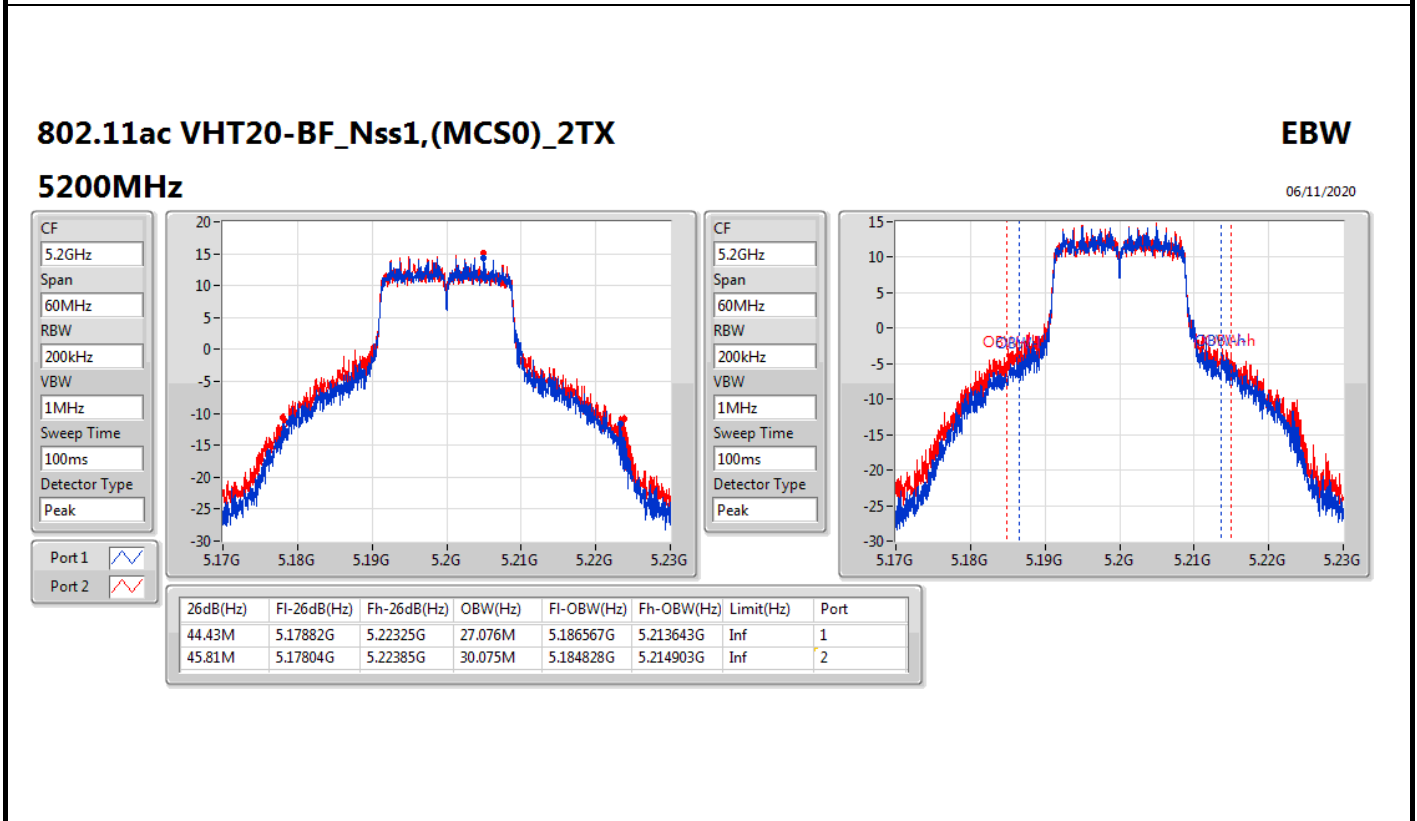 802.11ac VHT20-BF_Nss1,(MCS0)_2TX EBW
5200MHz 06/11/2020
CF
5.2GHz
Span
60MHz
RBW
200kHz
VBW
1MHz
Sweep Time
100ms
Detector Type
Peak
Port 1
Port 2
20
15
10
5
0
-5
-10
-15
-20
-25
-30
5.17G 5.18G 5.19G 5.2G 5.21G 5.22G 5.23G
CF
5.2GHz
Span
60MHz
RBW
200kHz
VBW
1MHz
Sweep Time
100ms
Detector Type
Peak
15
10
5
0
-5
-10
-15
-20
-25
-30
5.17G 5.18G 5.19G 5.2G 5.21G 5.22G 5.23G
26dB(Hz) Fl-26dB(Hz) Fh-26dB(Hz) OBW(Hz) Fl-OBW(Hz) Fh-OBW(Hz) Limit(Hz) Port
44.43M 5.17882G 5.22325G 27.076M 5.186567G 5.213643G Inf 1
45.81M 5.17804G 5.22385G 30.075M 5.184828G 5.214903G Inf 2